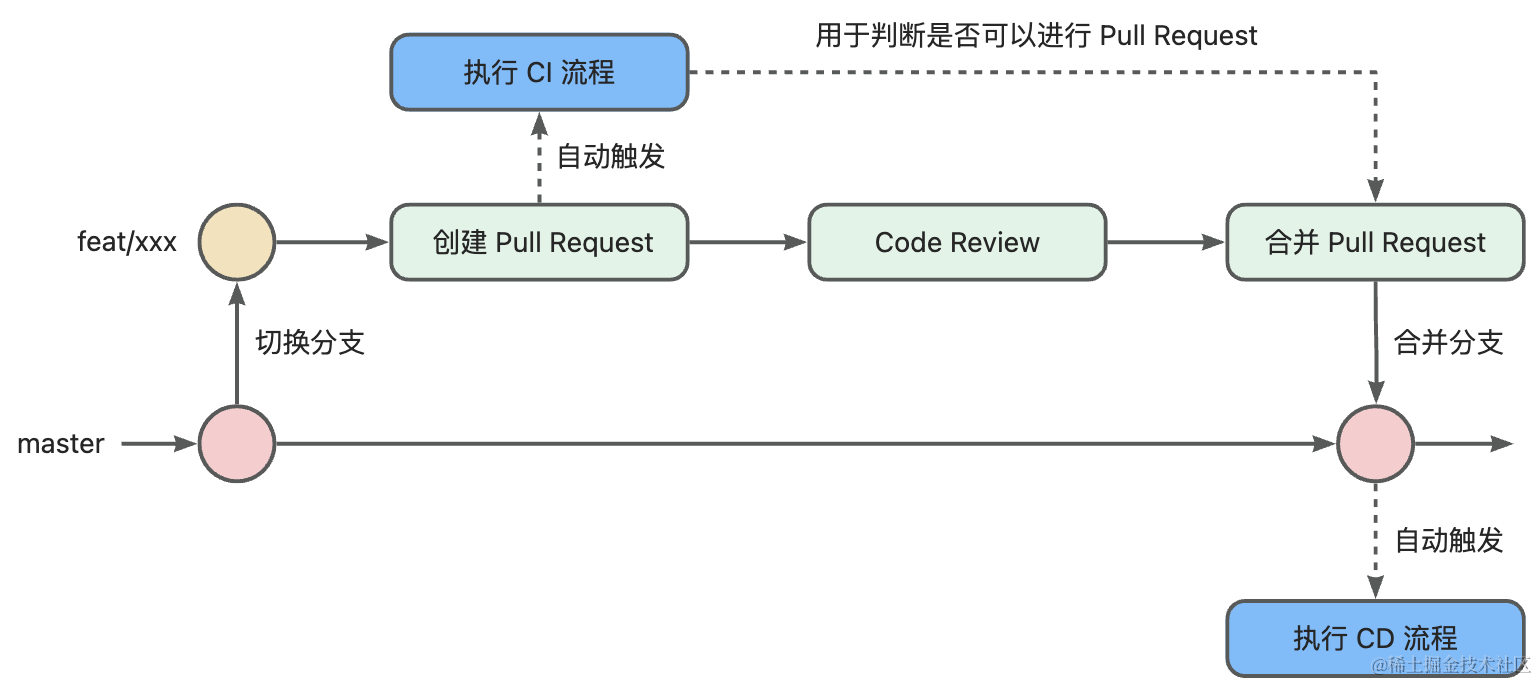 用于判断是否可以进行 Pull Request
执行 CI 流程
自动触发
feat/xxx
创建 Pull Request
Code Review
合并 Pull Request
切换分支
合并分支
master
自动触发
执行 CD 流程
@稀土掘金技术社区